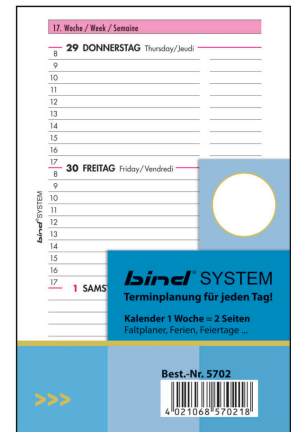 17. Woche / Week / Semaine
29 DONNERSTAG Thursday/Jeudi
8
9
10
11
12
13
14
15
16
17
30 FREITAG Friday/Vendredi
8
9
10
11
12
13
14
15
16
17
1 SAMS
bind® SYSTEM
bind® SYSTEM
Terminplanung für jeden Tag!
Kalender 1 Woche = 2 Seiten
Faltplaner, Ferien, Feiertage ...
Best.-Nr. 5702
4 021068 570218
>>>